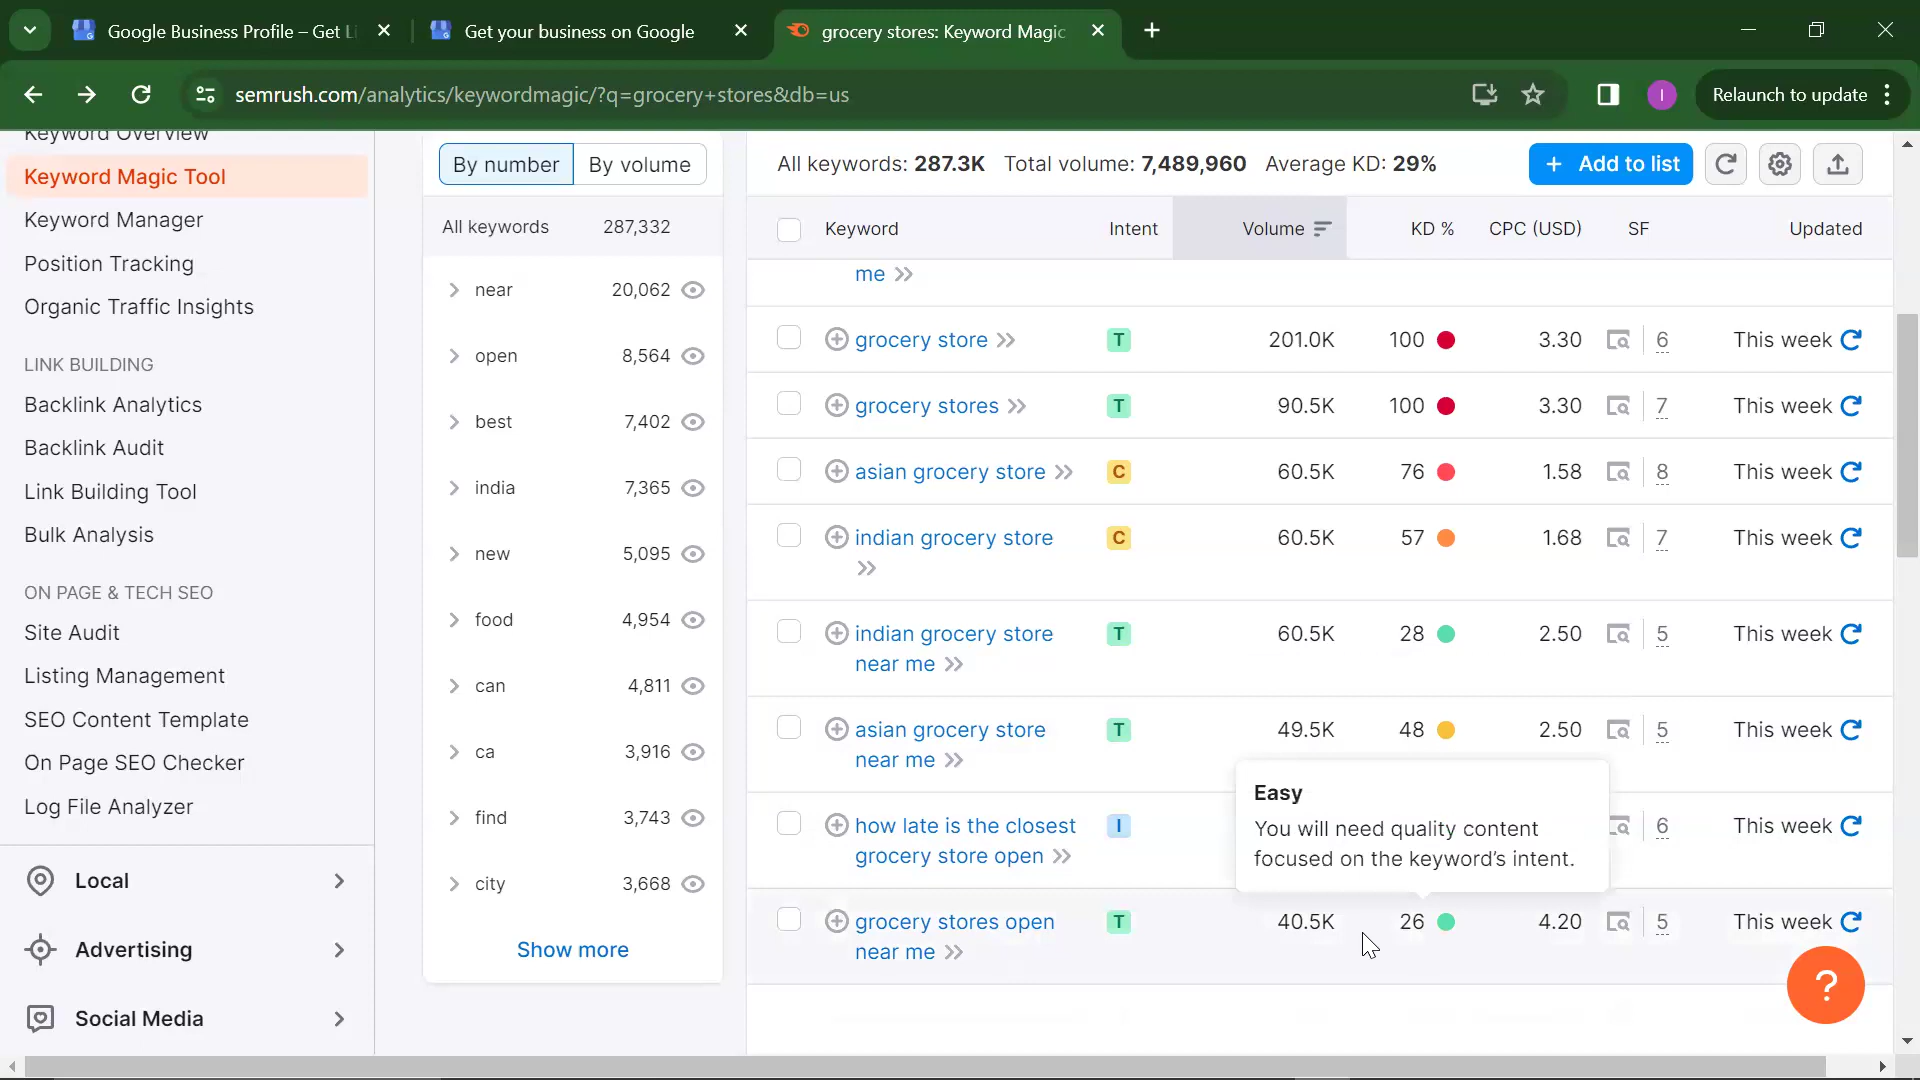 Google Business Profile – Get Li
Get your business on Google
grocery stores: Keyword Magic
semrush.com/analytics/keywordmagic/?q=grocery+stores&db=us
I
Relaunch to update
Keyword Overview
Keyword Magic Tool
Keyword Manager
Position Tracking
Organic Traffic Insights
LINK BUILDING
Backlink Analytics
Backlink Audit
Link Building Tool
Bulk Analysis
ON PAGE & TECH SEO
Site Audit
Listing Management
SEO Content Template
On Page SEO Checker
Log File Analyzer
Local
Advertising
Social Media
By number By volume
All keywords 287,332
near 20,062
open 8,564
best 7,402
india 7,365
new 5,095
food 4,954
can 4,811
ca 3,916
find 3,743
city 3,668
Show more
All keywords: 287.3K Total volume: 7,489,960 Average KD: 29%
+ Add to list
Keyword Intent Volume KD % CPC (USD) SF Updated
me
grocery store T 201.0K 100 3.30 6 This week
grocery stores T 90.5K 100 3.30 7 This week
asian grocery store C 60.5K 76 1.58 8 This week
indian grocery store C 60.5K 57 1.68 7 This week
indian grocery store T 60.5K 28 2.50 5 This week
near me
asian grocery store T 49.5K 48 2.50 5 This week
near me
how late is the closest I 6 This week
grocery store open
Easy
You will need quality content
focused on the keyword's intent.
grocery stores open T 40.5K 26 4.20 5 This week
near me
?